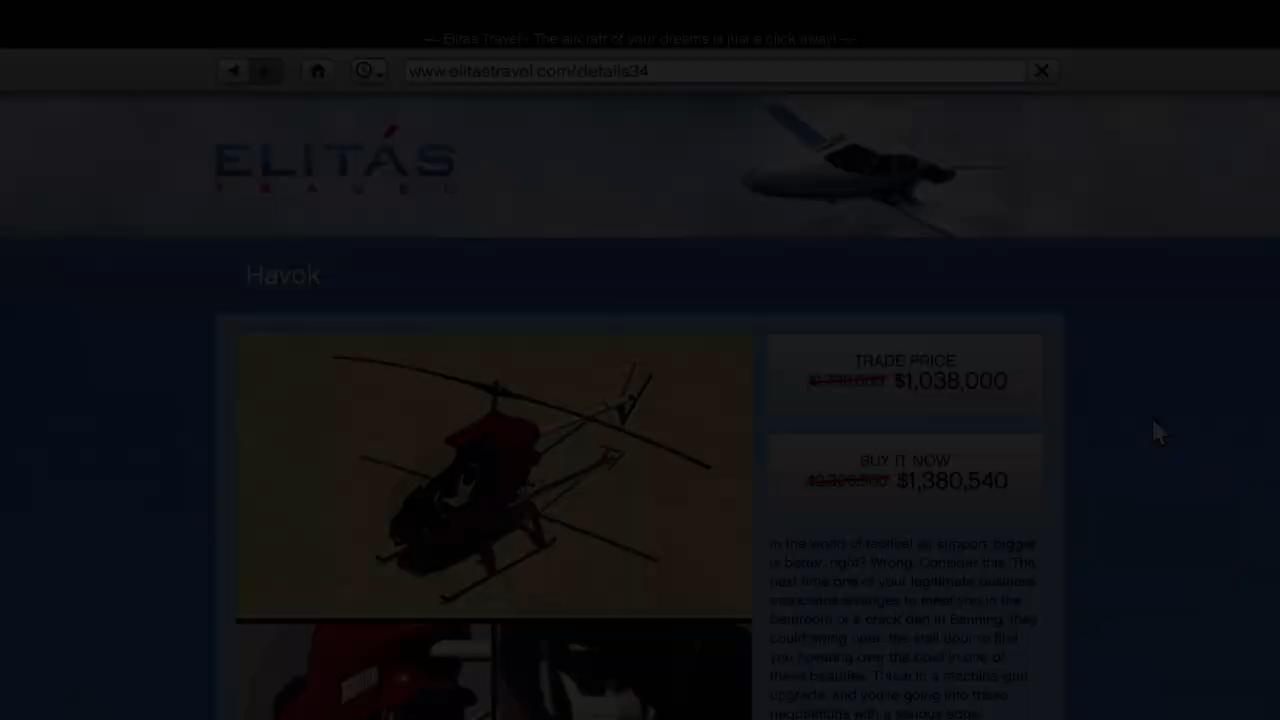 — Elitas Travel - The aircraft of your dreams is just a click away! —
www.elitastravel.com/details34
ELITÁS
TRAVEL
Havok
TRADE PRICE
$1,038,000
BUY IT NOW
$1,380,540
In the world of tactical air support, bigger
is better, right? Wrong. Consider this. The
next time one of your legitimate business
associates arranges to meet you in the
bathroom of a crack den in Banning, they
could swing open the stall door to find
you hovering over the bowl in one of
these beauties. Throw in a machine gun
upgrade, and you're going into those
negotiations with a serious edge.